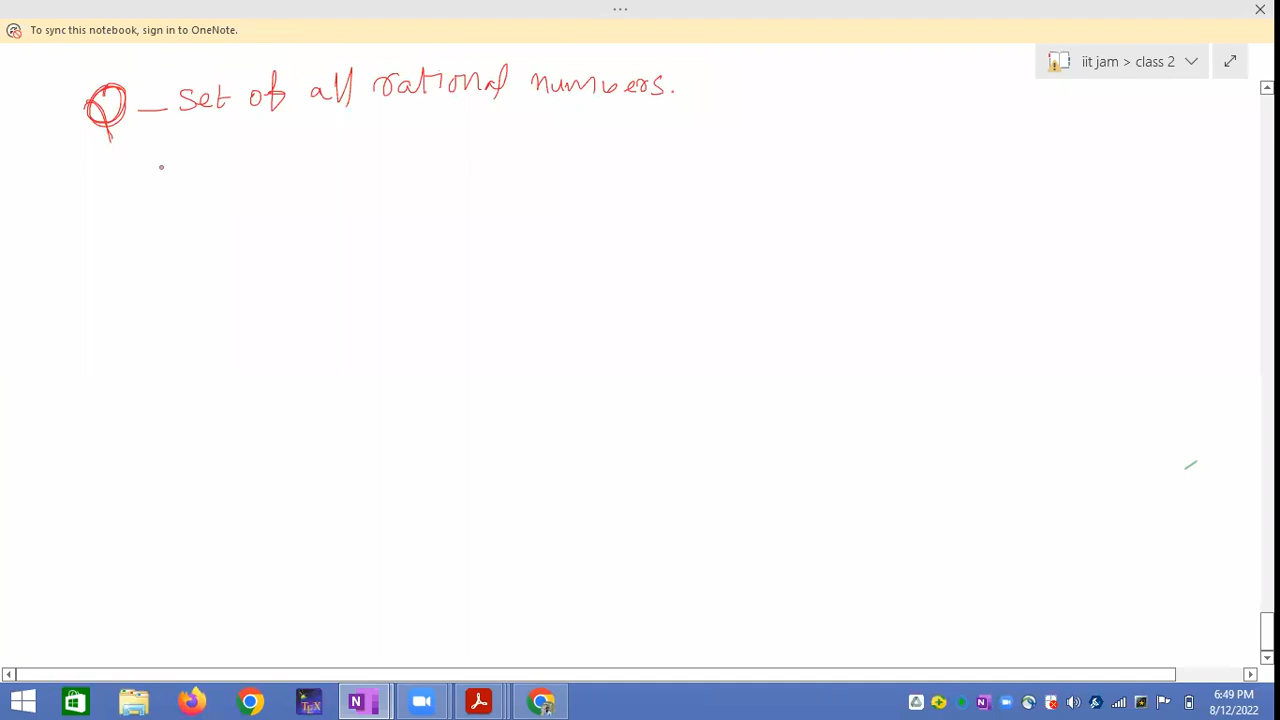 ...
To sync this notebook, sign in to OneNote.
iit jam > class 2
Q — set of all rational numbers.
6:49 PM
8/12/2022